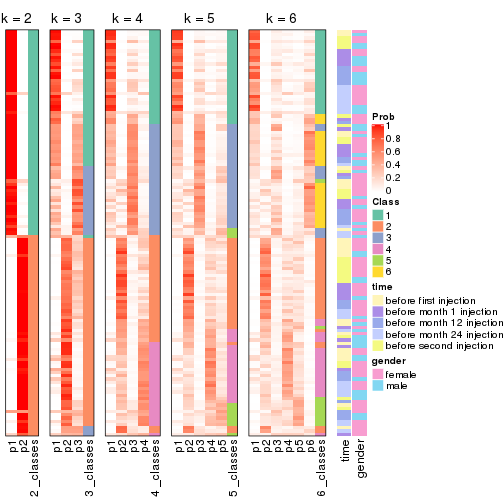 k = 2 k = 3 k = 4 k = 5 k = 6
Prob
1
0.8
0.6
0.4
0.2
0
Class
1
2
3
4
5
6
time
before first injection
before month 1 injection
before month 12 injection
before month 24 injection
before second injection
gender
female
male
p1 p2 2_classes p1 p2 p3 3_classes p1 p2 p3 p4 4_classes p1 p2 p3 p4 p5 5_classes p1 p2 p3 p4 p5 p6 6_classes time gender